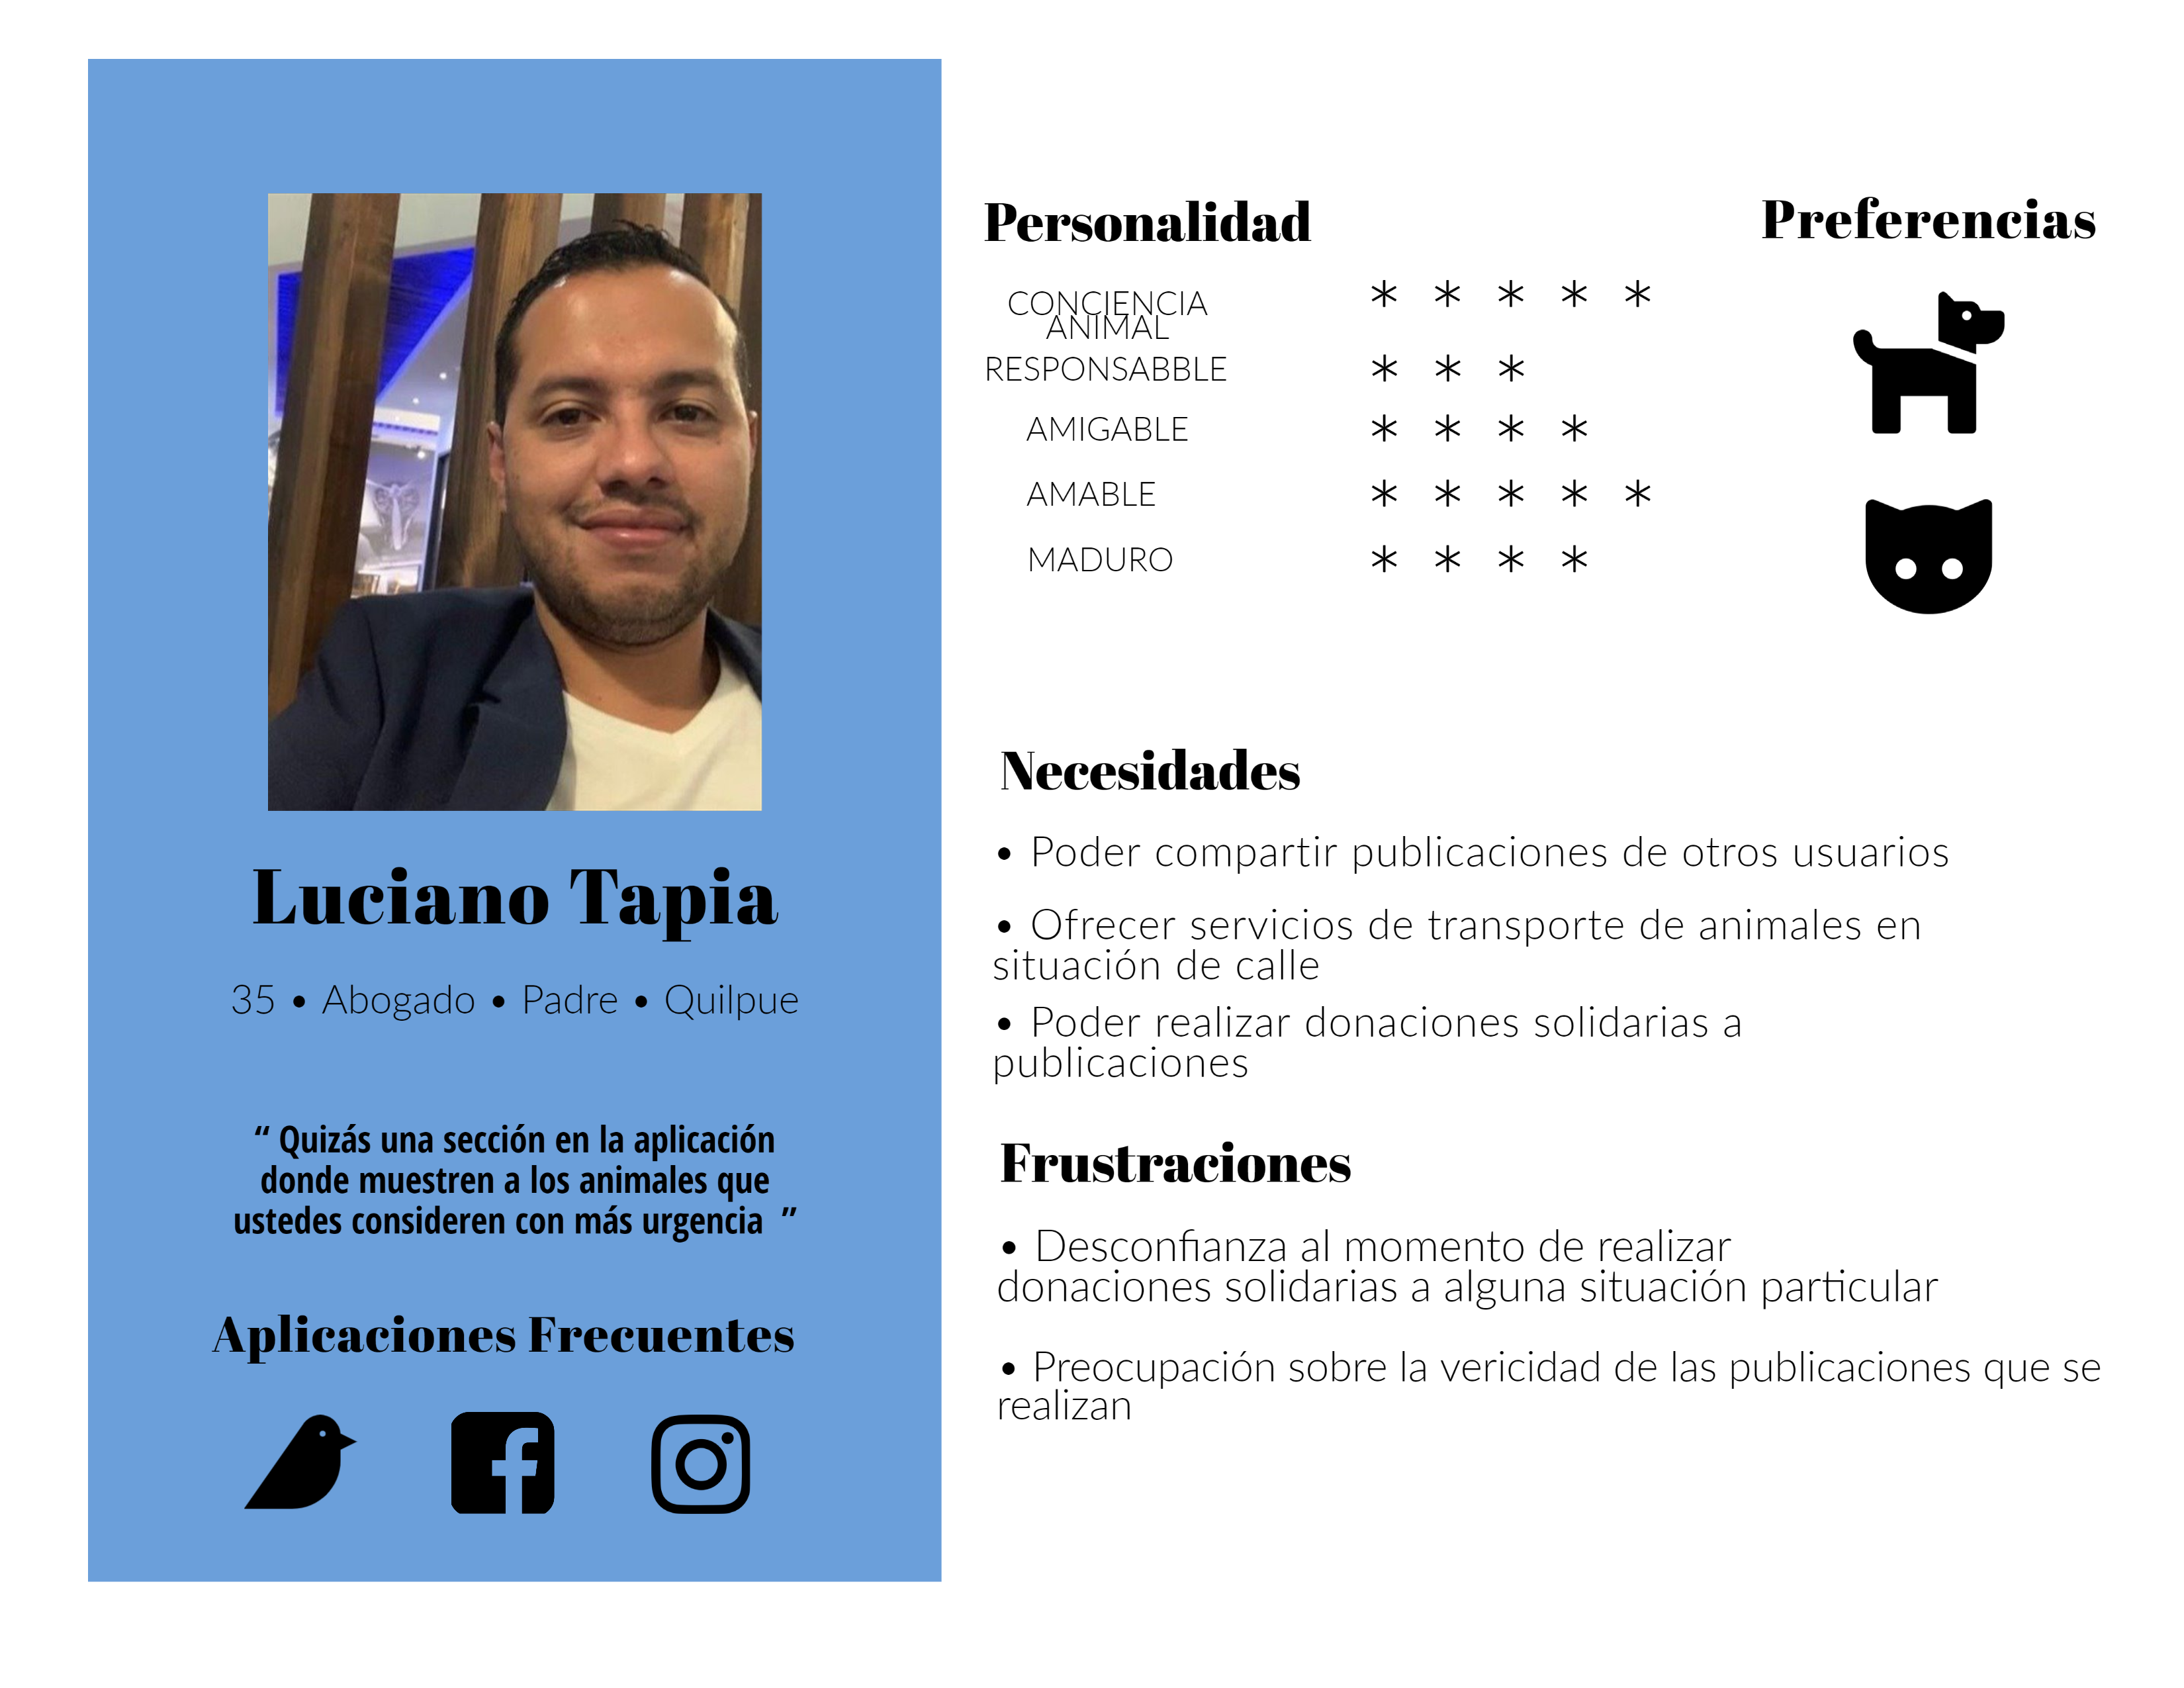 Luciano Tapia
35 • Abogado • Padre • Quilpue
“ Quizás una sección en la aplicación
donde muestren a los animales que
ustedes consideren con más urgencia ”
Aplicaciones Frecuentes
Personalidad
CONCIENCIA * * * * *
ANIMAL
RESPONSABBLE * * *
AMIGABLE * * * *
AMABLE * * * * *
MADURO * * * *
Preferencias
Necesidades
• Poder compartir publicaciones de otros usuarios
• Ofrecer servicios de transporte de animales en
situación de calle
• Poder realizar donaciones solidarias a
publicaciones
Frustraciones
• Desconfianza al momento de realizar
donaciones solidarias a alguna situación particular
• Preocupación sobre la vericidad de las publicaciones que se
realizan